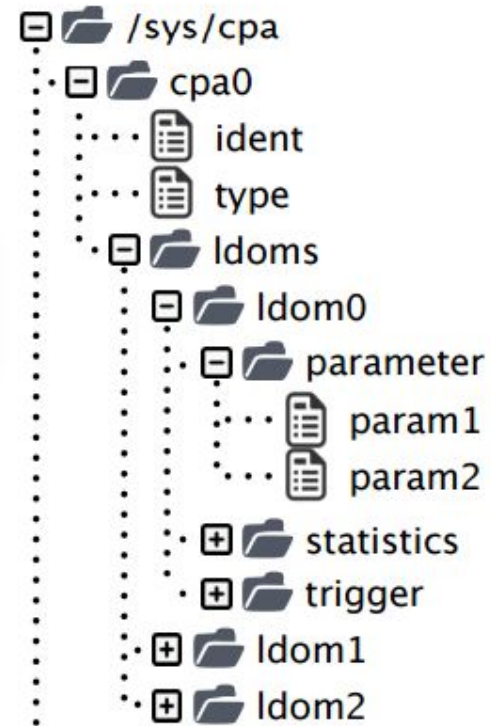 /sys/cpa
cpa0
ident
type
ldoms
ldom0
parameter
param1
param2
statistics
trigger
ldom1
ldom2